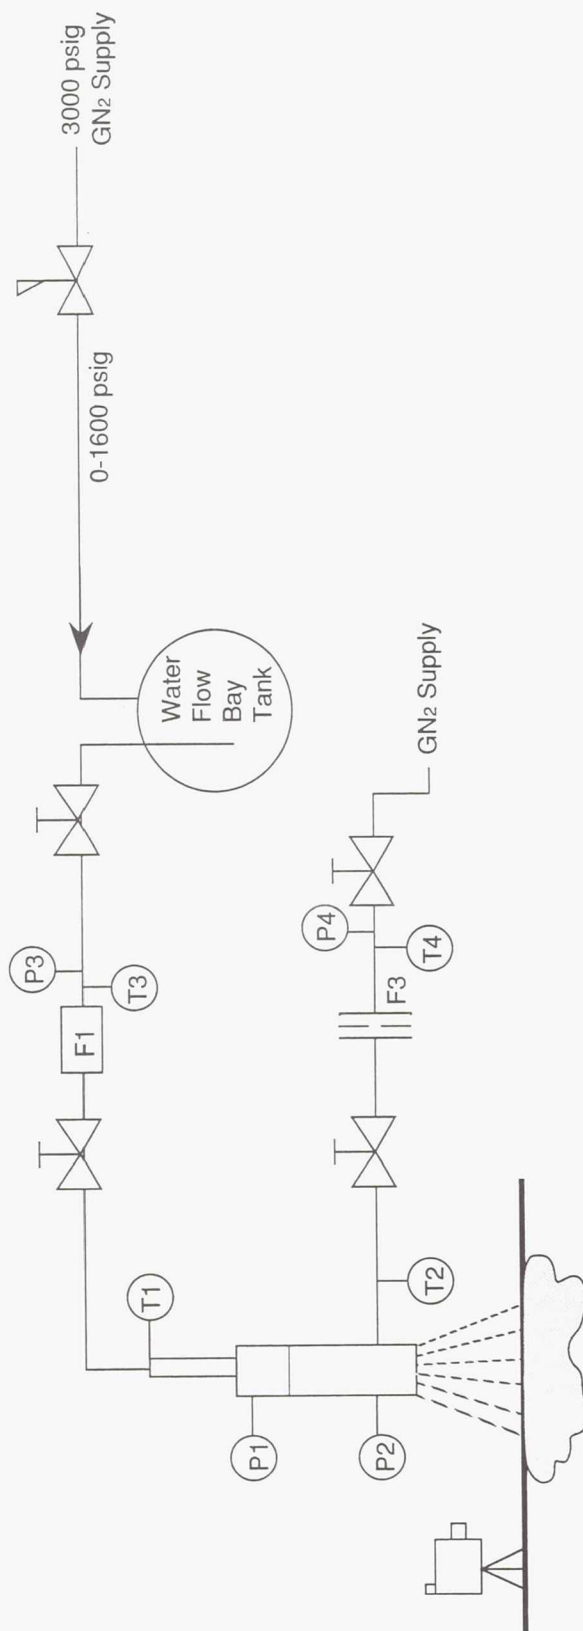 3000 psig
GN2 Supply
0-1600 psig
Water
Flow
Bay
Tank
P3
T3
F1
T1
P1
P2
T2
F3
P4
T4
GN2 Supply